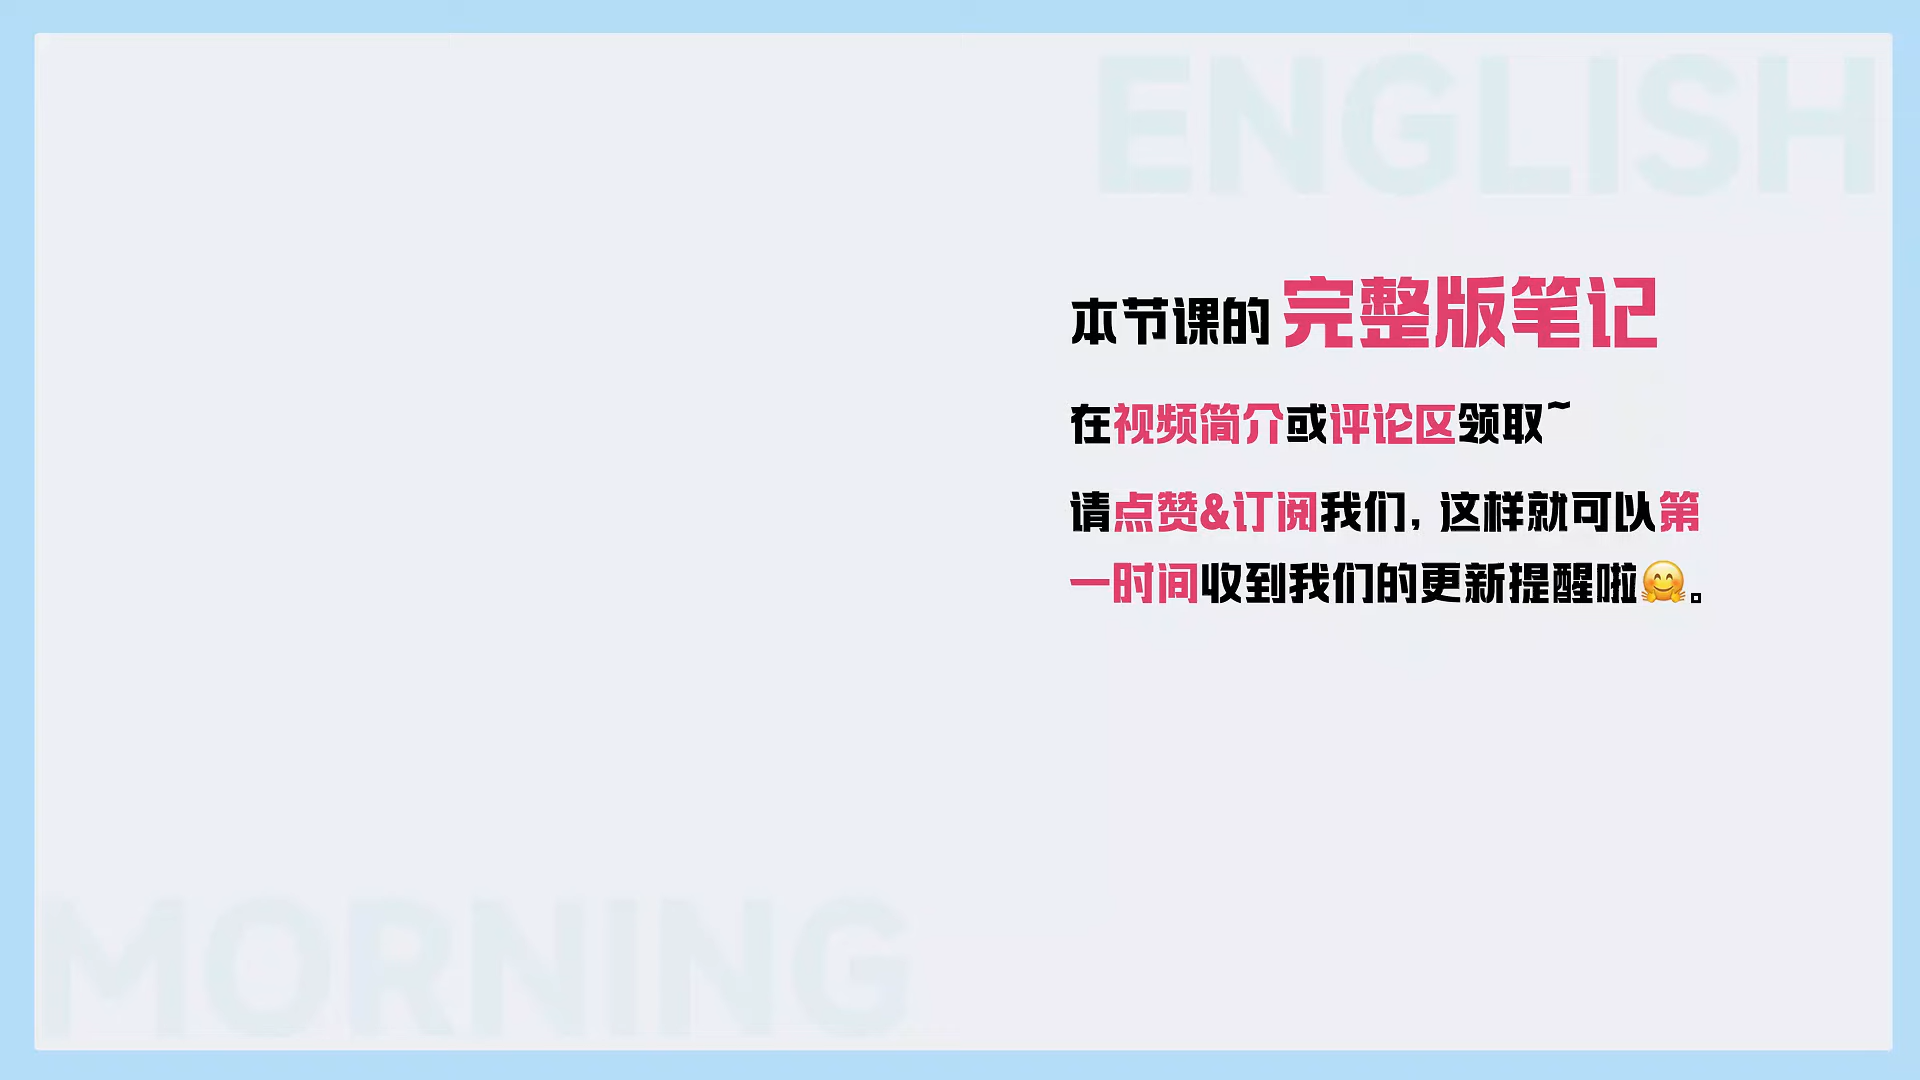 ENGLISH
本节课的 完整版笔记
在视频简介或评论区领取~
请点赞&订阅我们，这样就可以第
一时间收到我们的更新提醒啦🤗。
MORNING